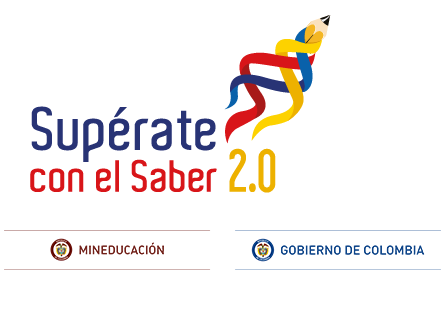 Supérate
con el Saber 2.0
MINEDUCACIÓN
GOBIERNO DE COLOMBIA